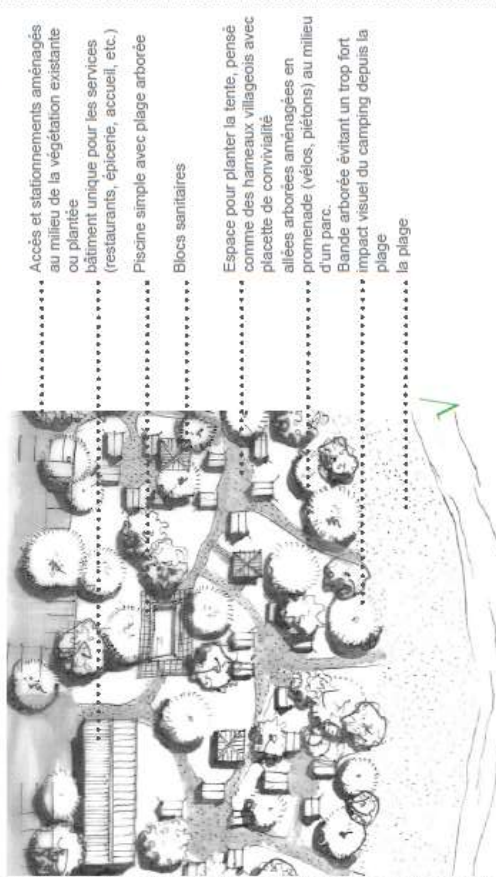 Accès et stationnements aménagés
au milieu de la végétation existante
ou plantée
bâtiment unique pour les services
(restaurants, épicerie, accueil, etc.)
Piscine simple avec plage arborée
Blocs sanitaires
Espace pour planter la tente, pensé
comme des hameaux villageois avec
placette de convivialité
allées arborées aménagées en
promenade (vélos, piétons) au milieu
d'un parc.
Bande arborée évitant un trop fort
impact visuel du camping depuis la
plage
la plage